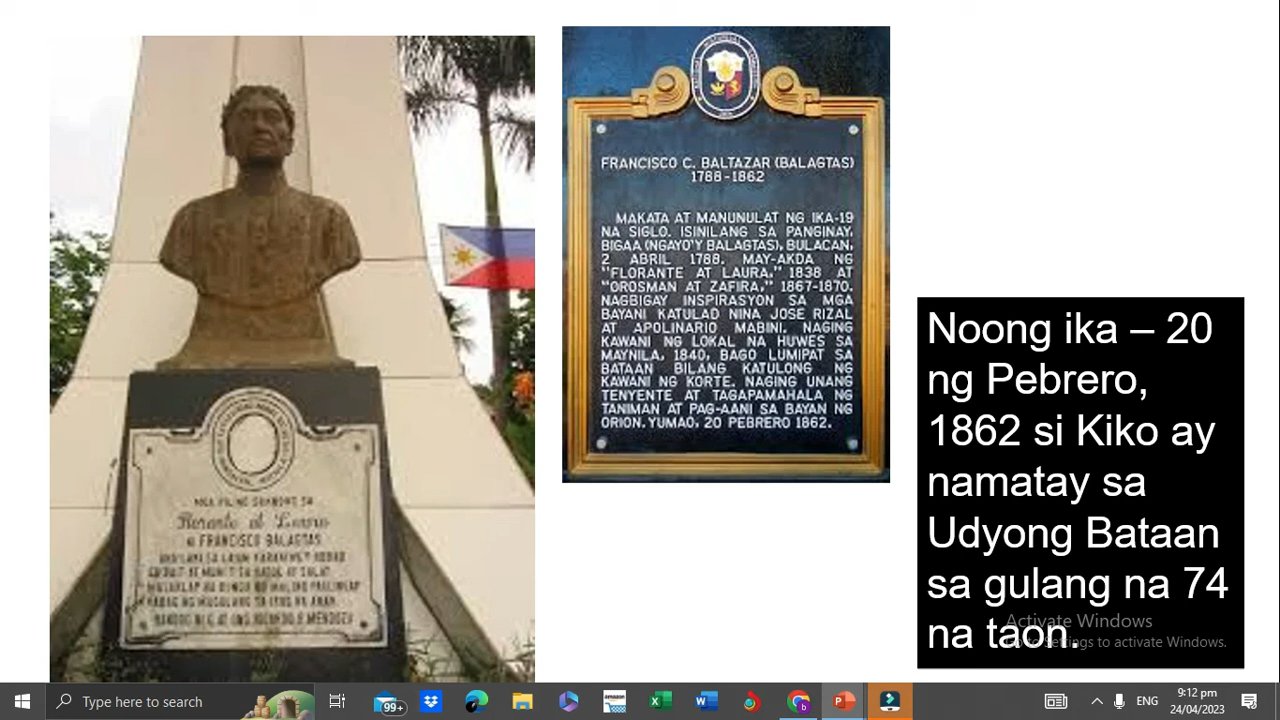 Florante at Laura
FRANCISCO BALAGTAS
FRANCISCO C. BALTAZAR (BALAGTAS)
1788-1862
MAKATA AT MANUNULAT NG IKA-19
NA SIGLO. ISINILANG SA PANGINAY,
BIGAA (NGAYO'Y BALAGTAS), BULACAN,
2 ABRIL 1788. MAY-AKDA NG
"FLORANTE AT LAURA," 1838 AT
"OROSMAN AT ZAFIRA," 1867-1870.
NAGBIGAY INSPIRASYON SA MGA
BAYANI KATULAD NINA JOSE RIZAL
AT APOLINARIO MABINI. NAGING
KAWANI NG LOKAL NA HUWES SA
MAYNILA, 1840, BAGO LUMIPAT SA
BATAAN BILANG KATULONG NG
KAWANI NG KORTE. NAGING UNANG
TENYENTE AT TAGAPAMAHALA NG
TANIMAN AT PAG-AANI SA BAYAN NG
ORION. YUMAO, 20 PEBRERO 1862.
Noong ika – 20
ng Pebrero,
1862 si Kiko ay
namatay sa
Udyong Bataan
sa gulang na 74
na taon.
Activate Windows
Go to Settings to activate Windows.
Type here to search
99+
amazon
ENG
9:12 pm
24/04/2023